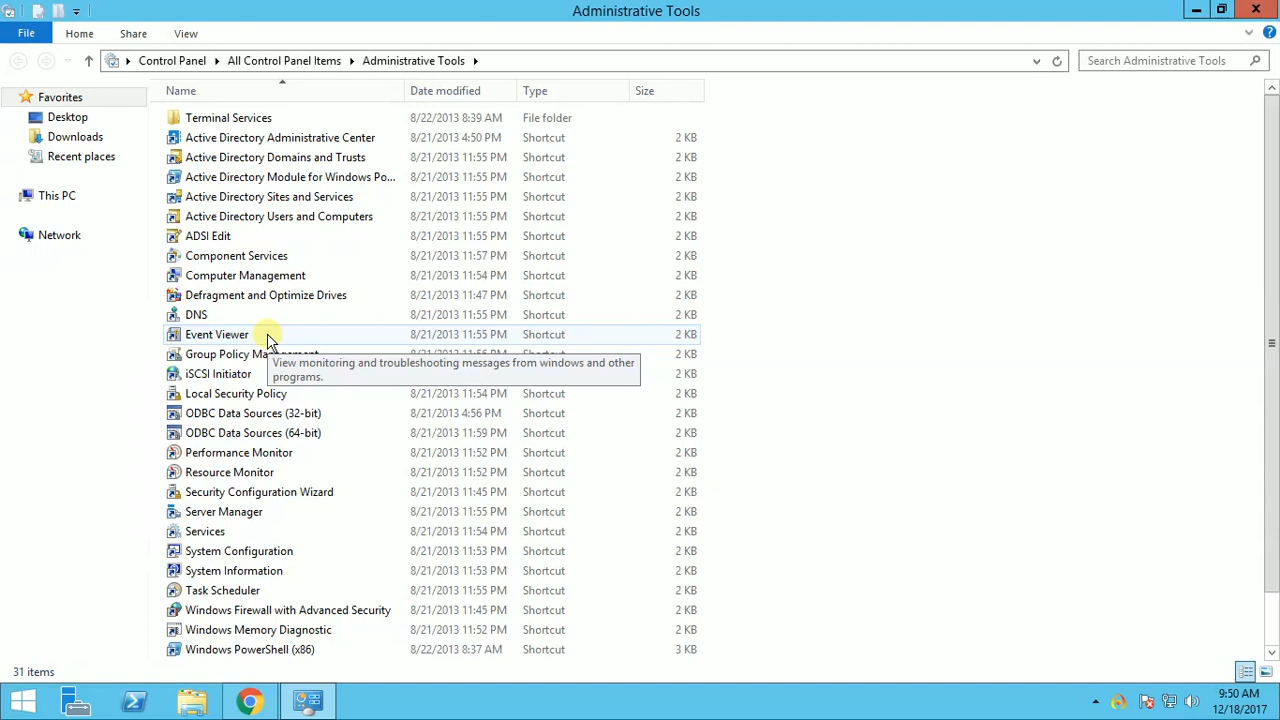 Administrative Tools
File Home Share View
Control Panel All Control Panel Items Administrative Tools Search Administrative Tools
Name Date modified Type Size
Favorites
Desktop
Downloads
Recent places
This PC
Network
Terminal Services 8/22/2013 8:39 AM File folder
Active Directory Administrative Center 8/21/2013 4:50 PM Shortcut 2 KB
Active Directory Domains and Trusts 8/21/2013 11:55 PM Shortcut 2 KB
Active Directory Module for Windows Po... 8/21/2013 11:55 PM Shortcut 2 KB
Active Directory Sites and Services 8/21/2013 11:55 PM Shortcut 2 KB
Active Directory Users and Computers 8/21/2013 11:55 PM Shortcut 2 KB
ADSI Edit 8/21/2013 11:55 PM Shortcut 2 KB
Component Services 8/21/2013 11:57 PM Shortcut 2 KB
Computer Management 8/21/2013 11:54 PM Shortcut 2 KB
Defragment and Optimize Drives 8/21/2013 11:47 PM Shortcut 2 KB
DNS 8/21/2013 11:55 PM Shortcut 2 KB
Event Viewer 8/21/2013 11:55 PM Shortcut 2 KB
Group Policy Management Shortcut 2 KB
View monitoring and troubleshooting messages from windows and other
programs.
iSCSI Initiator 2 KB
Local Security Policy 8/21/2013 11:54 PM Shortcut 2 KB
ODBC Data Sources (32-bit) 8/21/2013 4:56 PM Shortcut 2 KB
ODBC Data Sources (64-bit) 8/21/2013 11:59 PM Shortcut 2 KB
Performance Monitor 8/21/2013 11:52 PM Shortcut 2 KB
Resource Monitor 8/21/2013 11:52 PM Shortcut 2 KB
Security Configuration Wizard 8/21/2013 11:45 PM Shortcut 2 KB
Server Manager 8/21/2013 11:55 PM Shortcut 2 KB
Services 8/21/2013 11:54 PM Shortcut 2 KB
System Configuration 8/21/2013 11:53 PM Shortcut 2 KB
System Information 8/21/2013 11:53 PM Shortcut 2 KB
Task Scheduler 8/21/2013 11:55 PM Shortcut 2 KB
Windows Firewall with Advanced Security 8/21/2013 11:45 PM Shortcut 2 KB
Windows Memory Diagnostic 8/21/2013 11:52 PM Shortcut 2 KB
Windows PowerShell (x86) 8/22/2013 8:37 AM Shortcut 3 KB
31 items
9:50 AM
12/18/2017